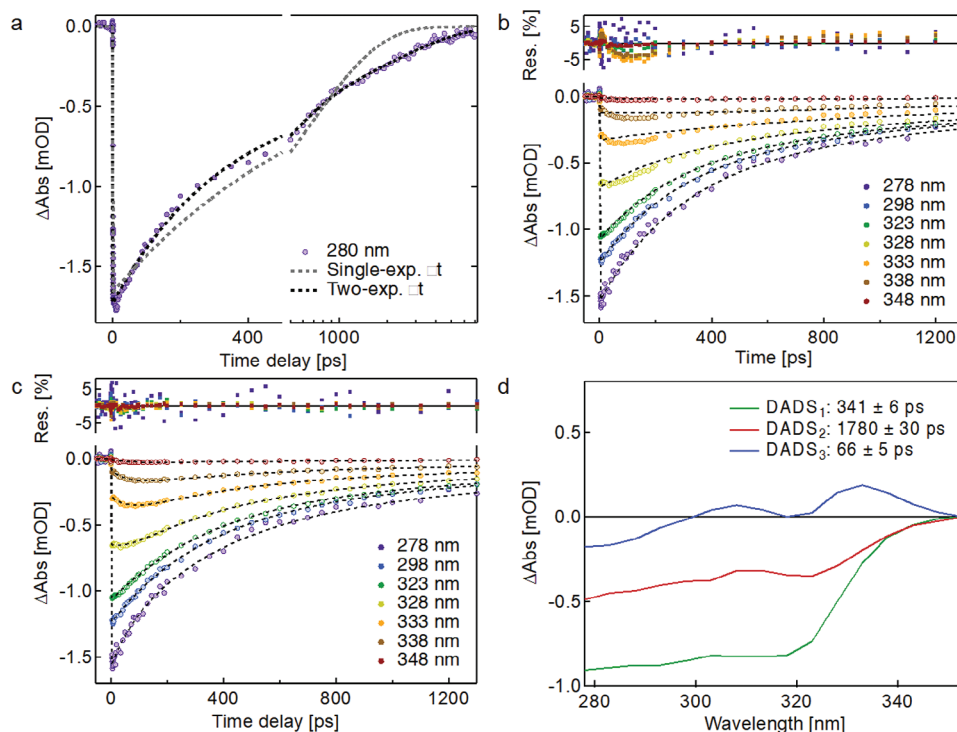 a
0.0
-0.5
-1.0
-1.5
ΔAbs [mOD]
280 nm
Single-exp. □t
Two-exp. □t
0
400
1000
Time delay [ps]
b
Res. [%]
5
-5
0.0
-0.5
-1.0
-1.5
ΔAbs [mOD]
278 nm
298 nm
323 nm
328 nm
333 nm
338 nm
348 nm
0
400
800
1200
Time [ps]
c
Res. [%]
5
-5
0.0
-0.5
-1.0
-1.5
ΔAbs [mOD]
278 nm
298 nm
323 nm
328 nm
333 nm
338 nm
348 nm
0
400
800
1200
Time delay [ps]
d
DADS₁: 341 ± 6 ps
DADS₂: 1780 ± 30 ps
DADS₃: 66 ± 5 ps
0.5
0.0
-0.5
-1.0
ΔAbs [mOD]
280
300
320
340
Wavelength [nm]